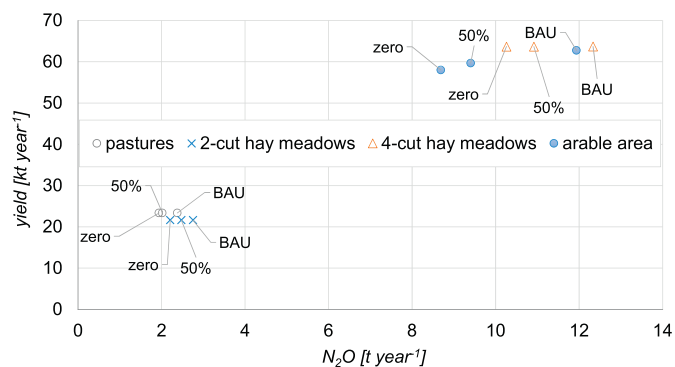 70
60
50
40
30
20
10
0
yield [kt year⁻¹]
zero
50%
BAU
zero
50%
BAU
pastures
2-cut hay meadows
4-cut hay meadows
arable area
50%
BAU
zero
BAU
zero
50%
0 2 4 6 8 10 12 14
N₂O [t year⁻¹]